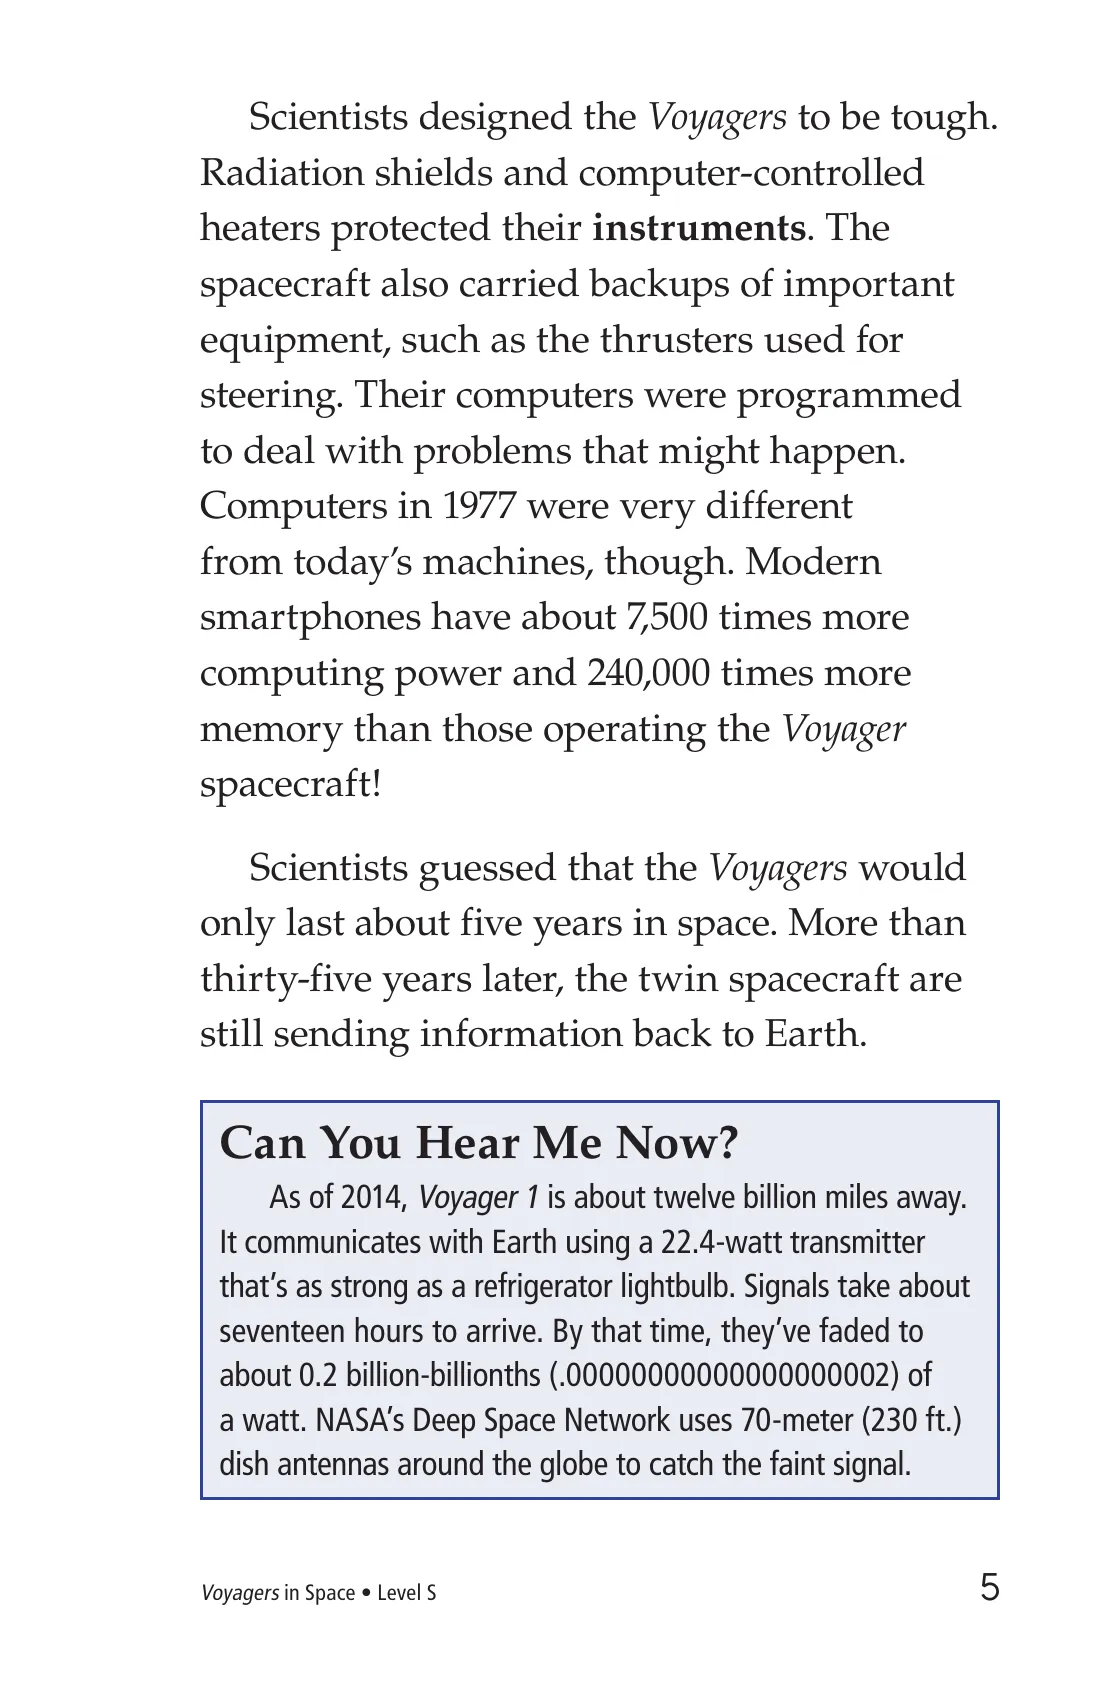 Scientists designed the Voyagers to be tough.
Radiation shields and computer-controlled
heaters protected their instruments. The
spacecraft also carried backups of important
equipment, such as the thrusters used for
steering. Their computers were programmed
to deal with problems that might happen.
Computers in 1977 were very different
from today’s machines, though. Modern
smartphones have about 7,500 times more
computing power and 240,000 times more
memory than those operating the Voyager
spacecraft!
Scientists guessed that the Voyagers would
only last about five years in space. More than
thirty-five years later, the twin spacecraft are
still sending information back to Earth.
Can You Hear Me Now?
As of 2014, Voyager 1 is about twelve billion miles away.
It communicates with Earth using a 22.4-watt transmitter
that’s as strong as a refrigerator lightbulb. Signals take about
seventeen hours to arrive. By that time, they’ve faded to
about 0.2 billion-billionths (.0000000000000000000002) of
a watt. NASA’s Deep Space Network uses 70-meter (230 ft.)
dish antennas around the globe to catch the faint signal.
Voyagers in Space • Level S
5